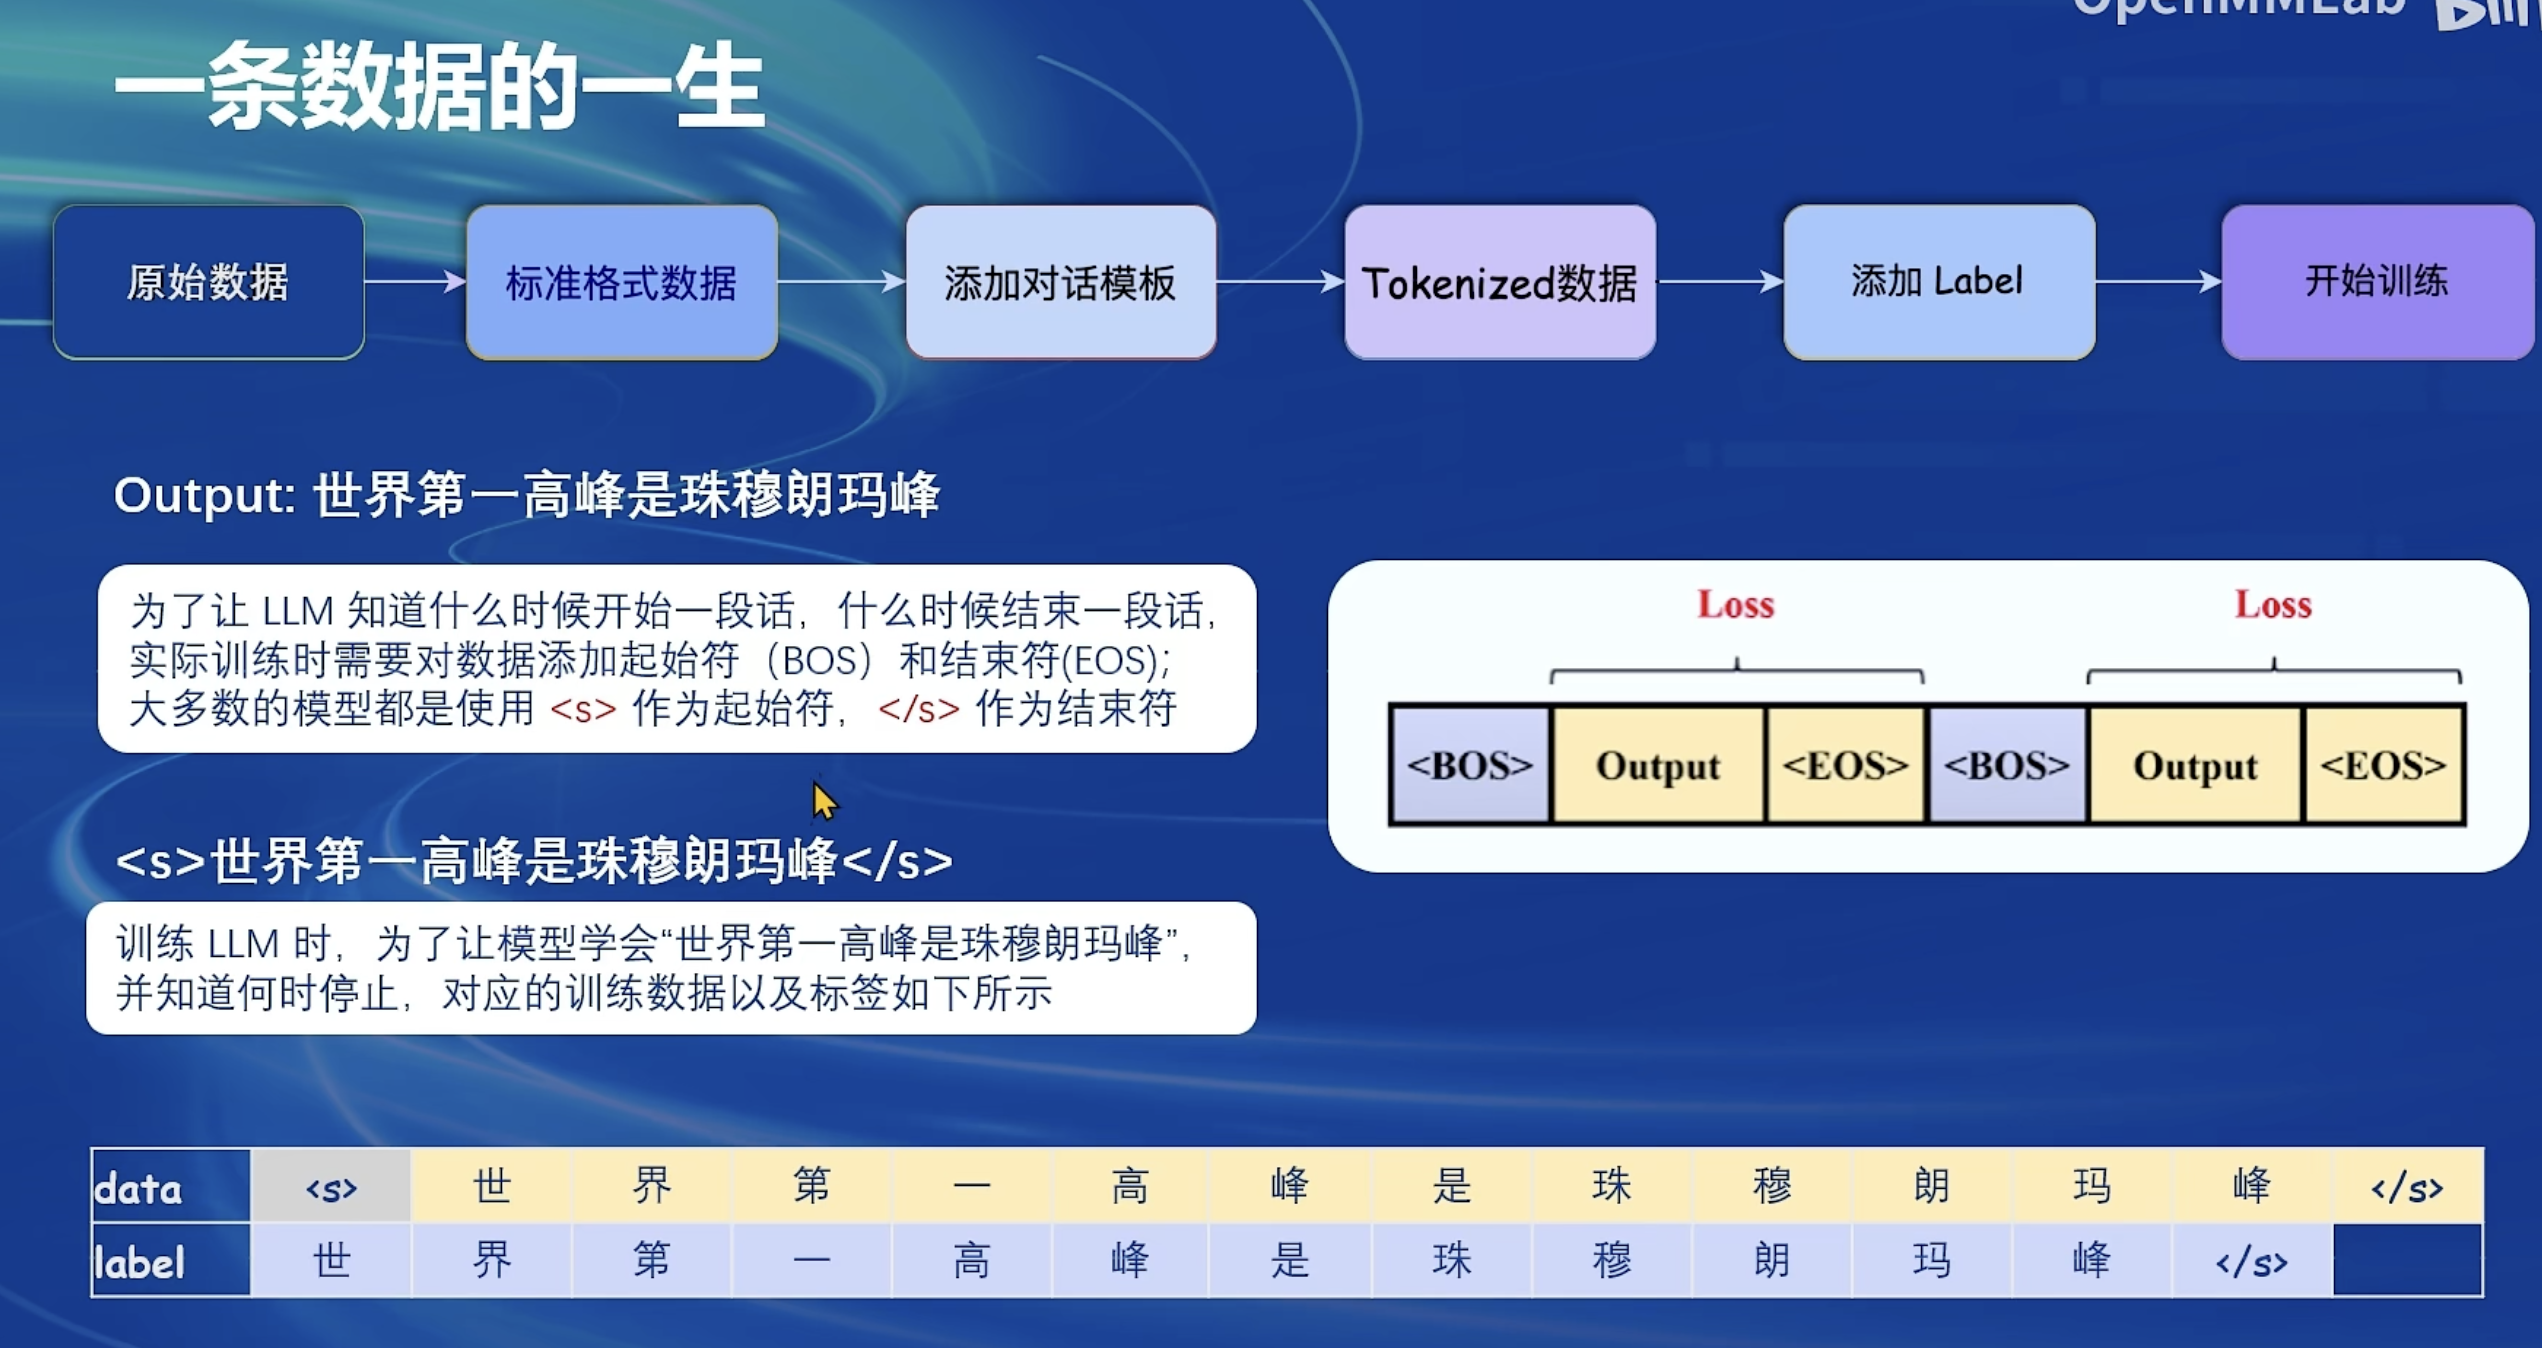 OpenMMLab
一条数据的一生
原始数据
标准格式数据
添加对话模板
Tokenized数据
添加 Label
开始训练
Output: 世界第一高峰是珠穆朗玛峰
为了让 LLM 知道什么时候开始一段话，什么时候结束一段话，
实际训练时需要对数据添加起始符（BOS）和结束符(EOS);
大多数的模型都是使用 <s> 作为起始符，</s> 作为结束符
Loss Loss
<BOS> Output <EOS> <BOS> Output <EOS>
<s>世界第一高峰是珠穆朗玛峰</s>
训练 LLM 时，为了让模型学会“世界第一高峰是珠穆朗玛峰”，
并知道何时停止，对应的训练数据以及标签如下所示
data <s> 世 界 第 一 高 峰 是 珠 穆 朗 玛 峰 </s>
label 世 界 第 一 高 峰 是 珠 穆 朗 玛 峰 </s>